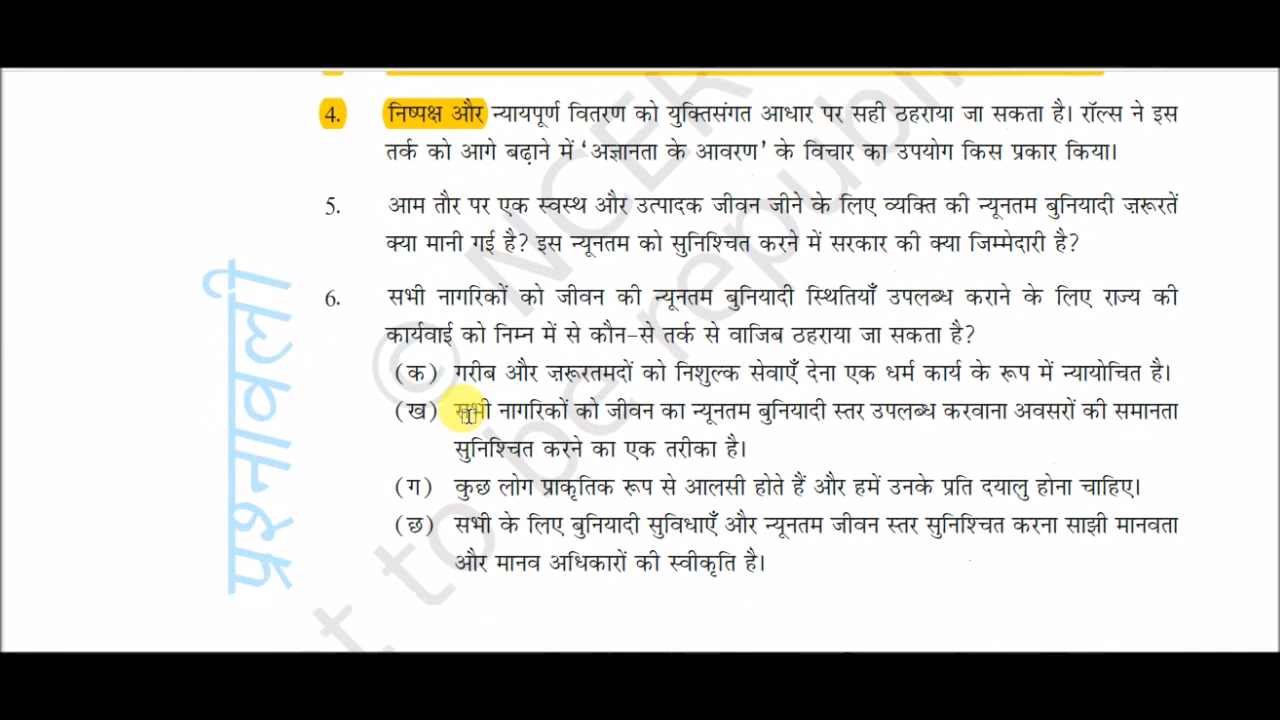 4. निष्पक्ष और न्यायपूर्ण वितरण को युक्तिसंगत आधार पर सही ठहराया जा सकता है। रॉल्स ने इस
तर्क को आगे बढ़ाने में ‘अज्ञानता के आवरण’ के विचार का उपयोग किस प्रकार किया।
5. आम तौर पर एक स्वस्थ और उत्पादक जीवन जीने के लिए व्यक्ति की न्यूनतम बुनियादी ज़रूरतें
क्या मानी गई है? इस न्यूनतम को सुनिश्चित करने में सरकार की क्या जिम्मेदारी है?
6. सभी नागरिकों को जीवन की न्यूनतम बुनियादी स्थितियाँ उपलब्ध कराने के लिए राज्य की
कार्यवाई को निम्न में से कौन-से तर्क से वाजिब ठहराया जा सकता है?
(क) गरीब और ज़रूरतमदों को निशुल्क सेवाएँ देना एक धर्म कार्य के रूप में न्यायोचित है।
(ख) सभी नागरिकों को जीवन का न्यूनतम बुनियादी स्तर उपलब्ध करवाना अवसरों की समानता
सुनिश्चित करने का एक तरीका है।
(ग) कुछ लोग प्राकृतिक रूप से आलसी होते हैं और हमें उनके प्रति दयालु होना चाहिए।
(छ) सभी के लिए बुनियादी सुविधाएँ और न्यूनतम जीवन स्तर सुनिश्चित करना साझी मानवता
और मानव अधिकारों की स्वीकृति है।
प्रश्नावली
© NCER
t to be republi